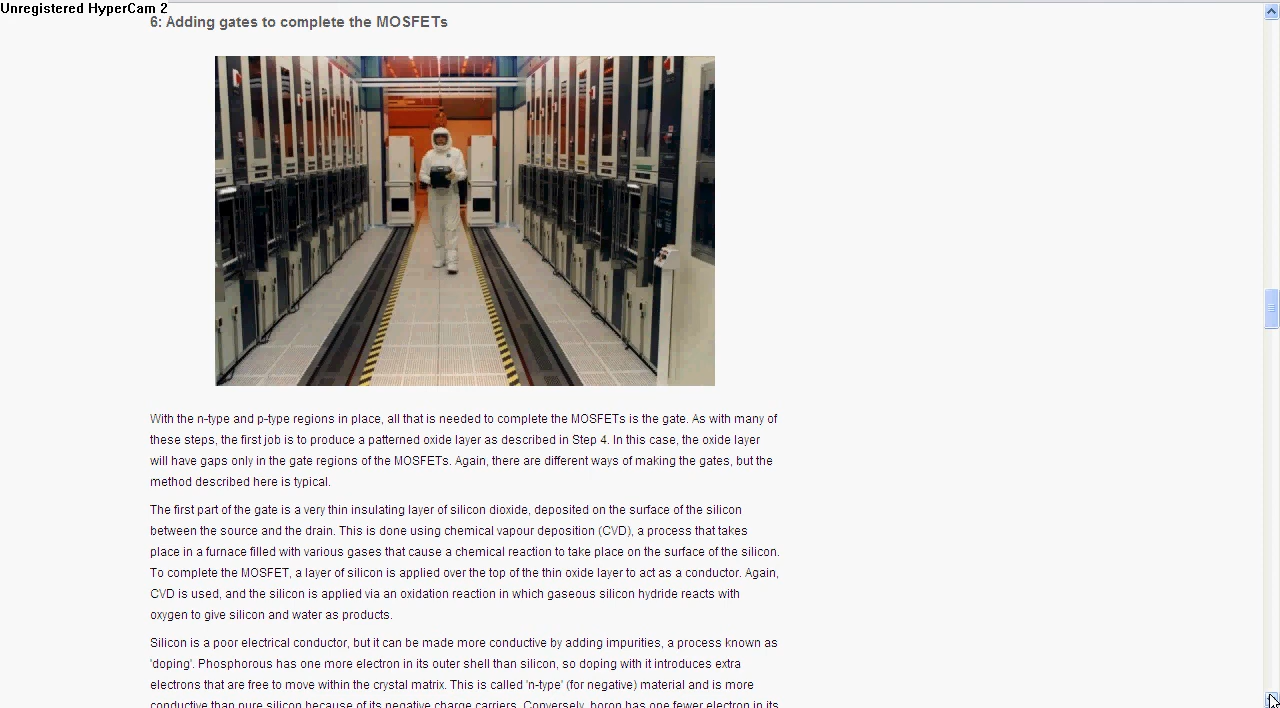 Unregistered HyperCam 2
6: Adding gates to complete the MOSFETs
With the n-type and p-type regions in place, all that is needed to complete the MOSFETs is the gate. As with many of
these steps, the first job is to produce a patterned oxide layer as described in Step 4. In this case, the oxide layer
will have gaps only in the gate regions of the MOSFETs. Again, there are different ways of making the gates, but the
method described here is typical.
The first part of the gate is a very thin insulating layer of silicon dioxide, deposited on the surface of the silicon
between the source and the drain. This is done using chemical vapour deposition (CVD), a process that takes
place in a furnace filled with various gases that cause a chemical reaction to take place on the surface of the silicon.
To complete the MOSFET, a layer of silicon is applied over the top of the thin oxide layer to act as a conductor. Again,
CVD is used, and the silicon is applied via an oxidation reaction in which gaseous silicon hydride reacts with
oxygen to give silicon and water as products.
Silicon is a poor electrical conductor, but it can be made more conductive by adding impurities, a process known as
'doping'. Phosphorous has one more electron in its outer shell than silicon, so doping with it introduces extra
electrons that are free to move within the crystal matrix. This is called 'n-type' (for negative) material and is more
conductive than pure silicon because of its negative charge carriers. Conversely, boron has one fewer electron in its